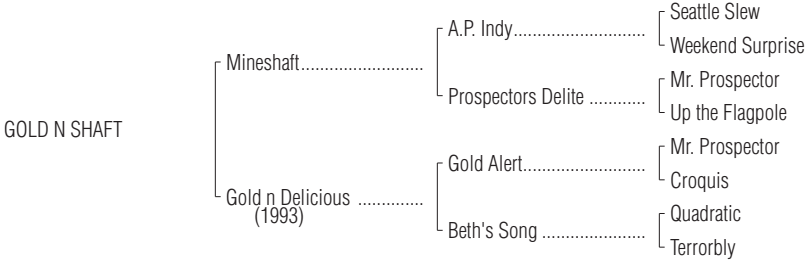 Seattle Slew
A.P. Indy..............................
Weekend Surprise
Mineshaft..........................
Mr. Prospector
Prospectors Delite ............
Up the Flagpole
GOLD N SHAFT
Mr. Prospector
Gold Alert..........................
Croquis
Gold n Delicious ..............
(1993)
Quadratic
Beth's Song ......................
Terrorbly